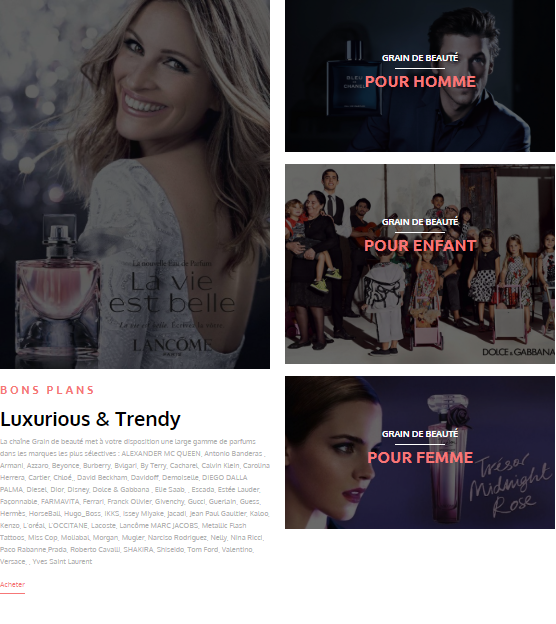 La nouvelle Eau de Parfum
La vie
est belle
LANCÔME
PARIS
BONS PLANS
Luxurious & Trendy
La chaîne Grain de beauté met à votre disposition une large gamme de parfums
dans les marques les plus sélectives : ALEXANDER MC QUEEN, Antonio Banderas ,
Armani, Azzaro, Beyonce, Burberry, Bvlgari, By Terry, Cacharel, Calvin Klein, Carolina
Herrera, Cartier, Chloé, , David Beckham, Davidoff, Demoiselle, DIEGO DALLA
PALMA, Diesel, Dior, Disney, Dolce & Gabbana , Elie Saab, , Escada, Estée Lauder,
Façonnable, FARMAVITA, Ferrari, Franck Olivier, Givenchy, Gucci, Guerlain, Guess,
Hermès, HorseBall, Hugo_Boss, IKKS, Issey Miyake, Jacadi, Jean Paul Gaultier, Kaloo,
Kenzo, L'oréal, L'OCCITANE, Lacoste, Lancôme MARC JACOBS, Metallic Flash
Tattoos, Miss Cop, Mollabal, Morgan, Mugler, Narciso Rodriguez, Nelly, Nina Ricci,
Paco Rabanne,Prada, Roberto Cavalli, SHAKIRA, Shiseido, Tom Ford, Valentino,
Versace, , Yves Saint Laurent
Acheter
BLEU
CHANEL
GRAIN DE BEAUTÉ
POUR HOMME
GRAIN DE BEAUTÉ
POUR ENFANT
DOLCE & GABBANA
GRAIN DE BEAUTÉ
POUR FEMME
Trésor
Midnight
Rose